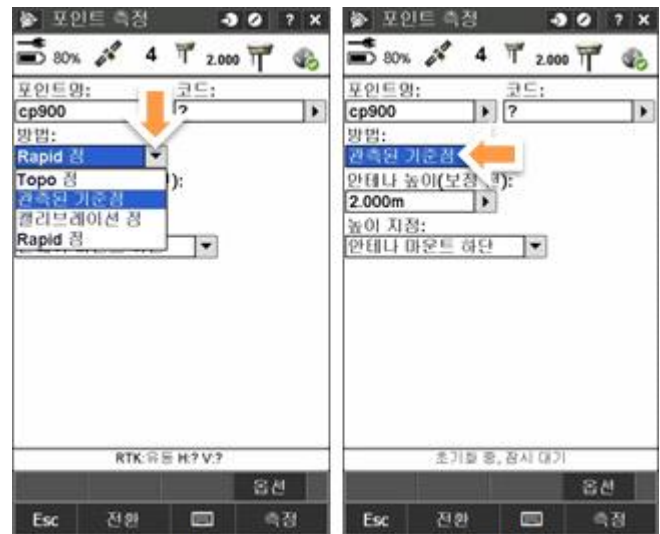 포인트 측정
? ×
80% 4 2.000
포인트명: 코드:
cp900 ?
방법:
Rapid 점
Topo 점 ):
관측된 기준점
캘리브레이션 점
Rapid 점
RTK:유동 H:? V:?
옵션
Esc 전환 측정
포인트 측정
? ×
80% 4 2.000
포인트명: 코드:
cp900 ?
방법:
관측된 기준점
안테나 높이(보정 ):
2.000m
높이 지정:
안테나 마운트 하단
초기화 중, 잠시 대기
옵션
Esc 전환 측정